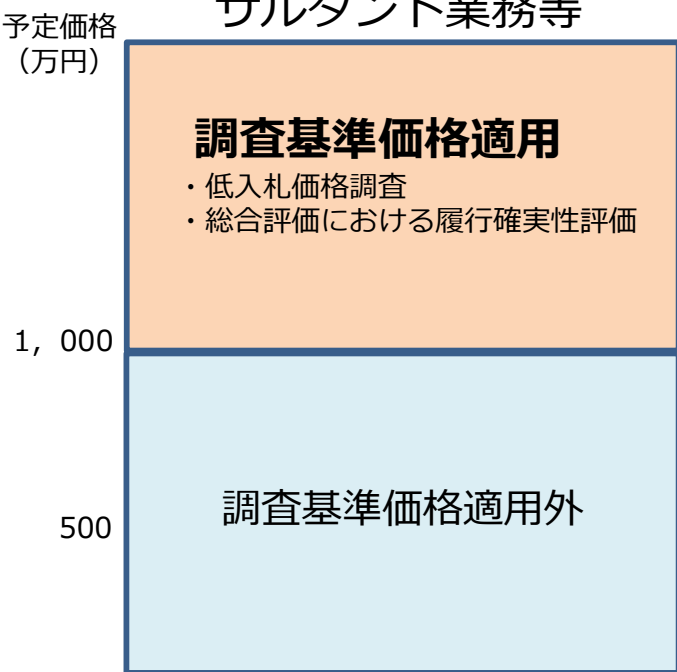 サルタント業務等
予定価格
（万円）
調査基準価格適用
・低入札価格調査
・総合評価における履行確実性評価
1, 000
調査基準価格適用外
500